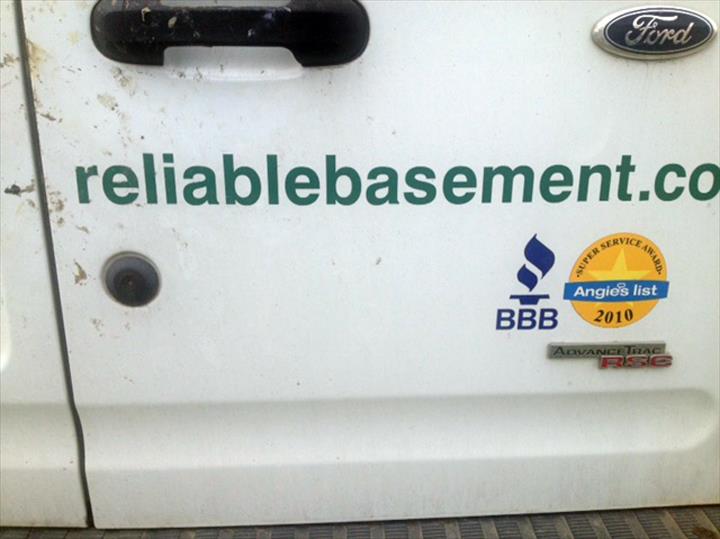 Ford
reliablebasement.co
SUPER SERVICE AWARD
Angie's list
2010
BBB
ADVANCETRAC
RSC